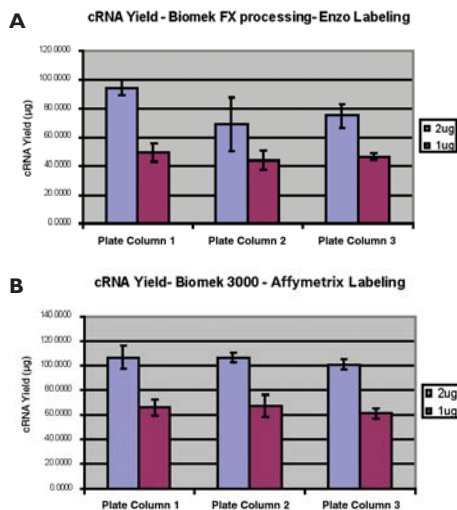 A
cRNA Yield - Biomek FX processing- Enzo Labeling
cRNA Yield (µg)
120.0000
100.0000
80.0000
60.0000
40.0000
20.0000
0.0000
Plate Column 1
Plate Column 2
Plate Column 3
2ug
1ug
B
cRNA Yield- Biomek 3000 - Affymetrix Labeling
cRNA Yield (µg)
140.0000
120.0000
100.0000
80.0000
60.0000
40.0000
20.0000
0.0000
Plate Column 1
Plate Column 2
Plate Column 3
2ug
1ug